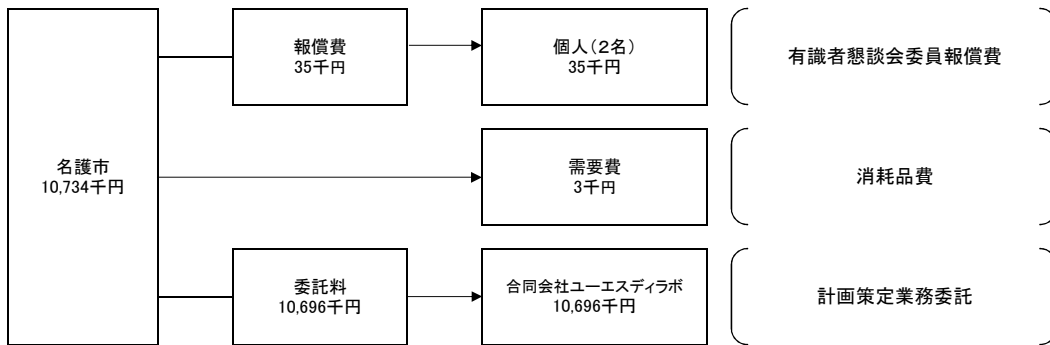 名護市
10,734千円
報償費
35千円
個人（２名）
35千円
有識者懇談会委員報償費
需要費
3千円
消耗品費
委託料
10,696千円
合同会社ユーエスディラボ
10,696千円
計画策定業務委託